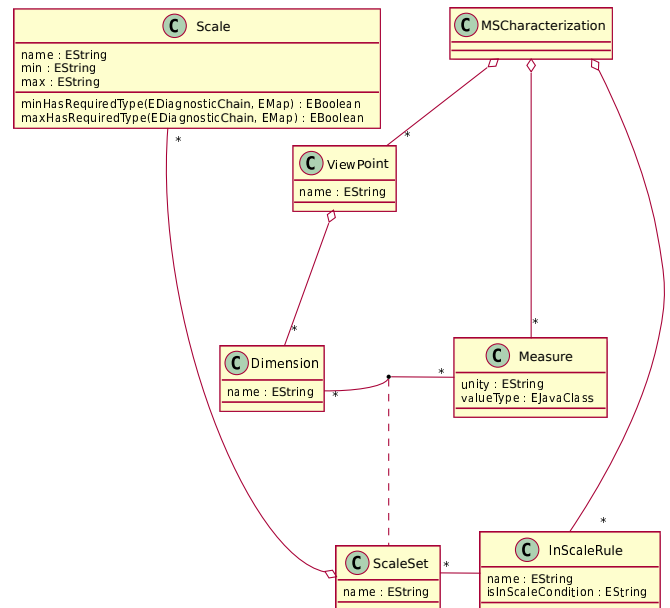 C Scale
name : EString
min : EString
max : EString
minHasRequiredType(EDiagnosticChain, EMap) : EBoolean
maxHasRequiredType(EDiagnosticChain, EMap) : EBoolean
C MSCharacterization
*
*
C ViewPoint
name : EString
*
*
C Dimension
name : EString
*
C Measure
unity : EString
valueType : EJavaClass
*
*
C ScaleSet
name : EString
*
C InScaleRule
name : EString
isInScaleCondition : EString